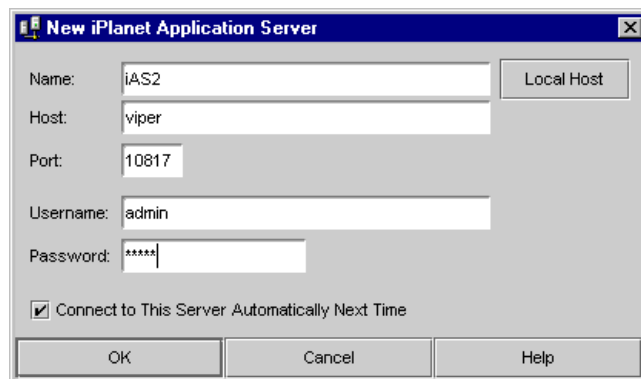 New iPlanet Application Server
Name: iAS2 Local Host
Host: viper
Port: 10817
Username: admin
Password: *****
Connect to This Server Automatically Next Time
OK Cancel Help